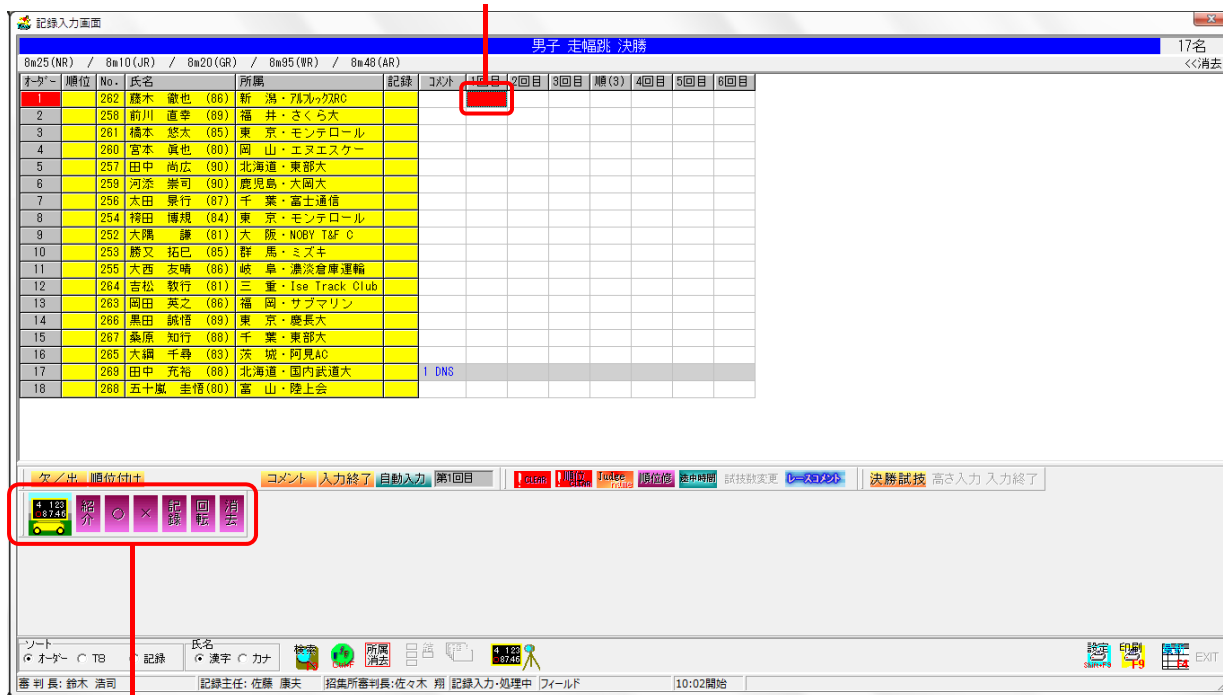 記録入力画面
男子 走幅跳 決勝 17名
8m25(NR) / 8m10(JR) / 8m20(GR) / 8m95(WR) / 8m48(AR) <<消去
ｵｰﾀﾞｰ 順位 No. 氏名 所属 記録 ｺﾒﾝﾄ 1回目 2回目 3回目 順(3) 4回目 5回目 6回目
1 262 藤木 徹也 (86) 新 潟・ｱﾙﾌﾚｯｸｽRC
2 258 前川 直幸 (89) 福 井・さくら大
3 261 橋本 悠太 (85) 東 京・モンテロール
4 260 宮本 眞也 (80) 岡 山・エヌエスケー
5 257 田中 尚広 (90) 北海道・東部大
6 259 河添 崇司 (90) 鹿児島・大岡大
7 256 太田 景行 (87) 千 葉・富士通信
8 254 袴田 博規 (84) 東 京・モンテロール
9 252 大隅 謙 (81) 大 阪・NOBY T&F C
10 253 勝又 拓巳 (85) 群 馬・ミズキ
11 255 大西 友晴 (86) 岐 阜・濃淡倉庫運輸
12 264 吉松 敦行 (81) 三 重・Ise Track Club
13 263 岡田 英之 (86) 福 岡・サブマリン
14 266 黒田 誠悟 (89) 東 京・慶長大
15 267 桑原 知行 (88) 千 葉・東部大
16 265 大綱 千尋 (83) 茨 城・阿見AC
17 269 田中 充裕 (88) 北海道・国内武道大 1 DNS
18 268 五十嵐 圭悟(80) 富 山・陸上会
欠／出 順位付け コメント 入力終了 自動入力 第1回目 CLEAR 順位 CLEAR Judge 順位修 途中時間 試技数変更 レースコメント 決勝試技 高さ入力 入力終了
4 123 8746 紹介 ○ × 記録 回転 消去
ソート 氏名
ｵｰﾀﾞｰ TB 記録 漢字 カナ 検索 所属消去 4 123 8746 設定 Shift+F9 印刷 F9 F4 EXIT
審判長:鈴木 浩司 記録主任:佐藤 康夫 招集所審判長:佐々木 翔 記録入力・処理中 フィールド 10:02開始